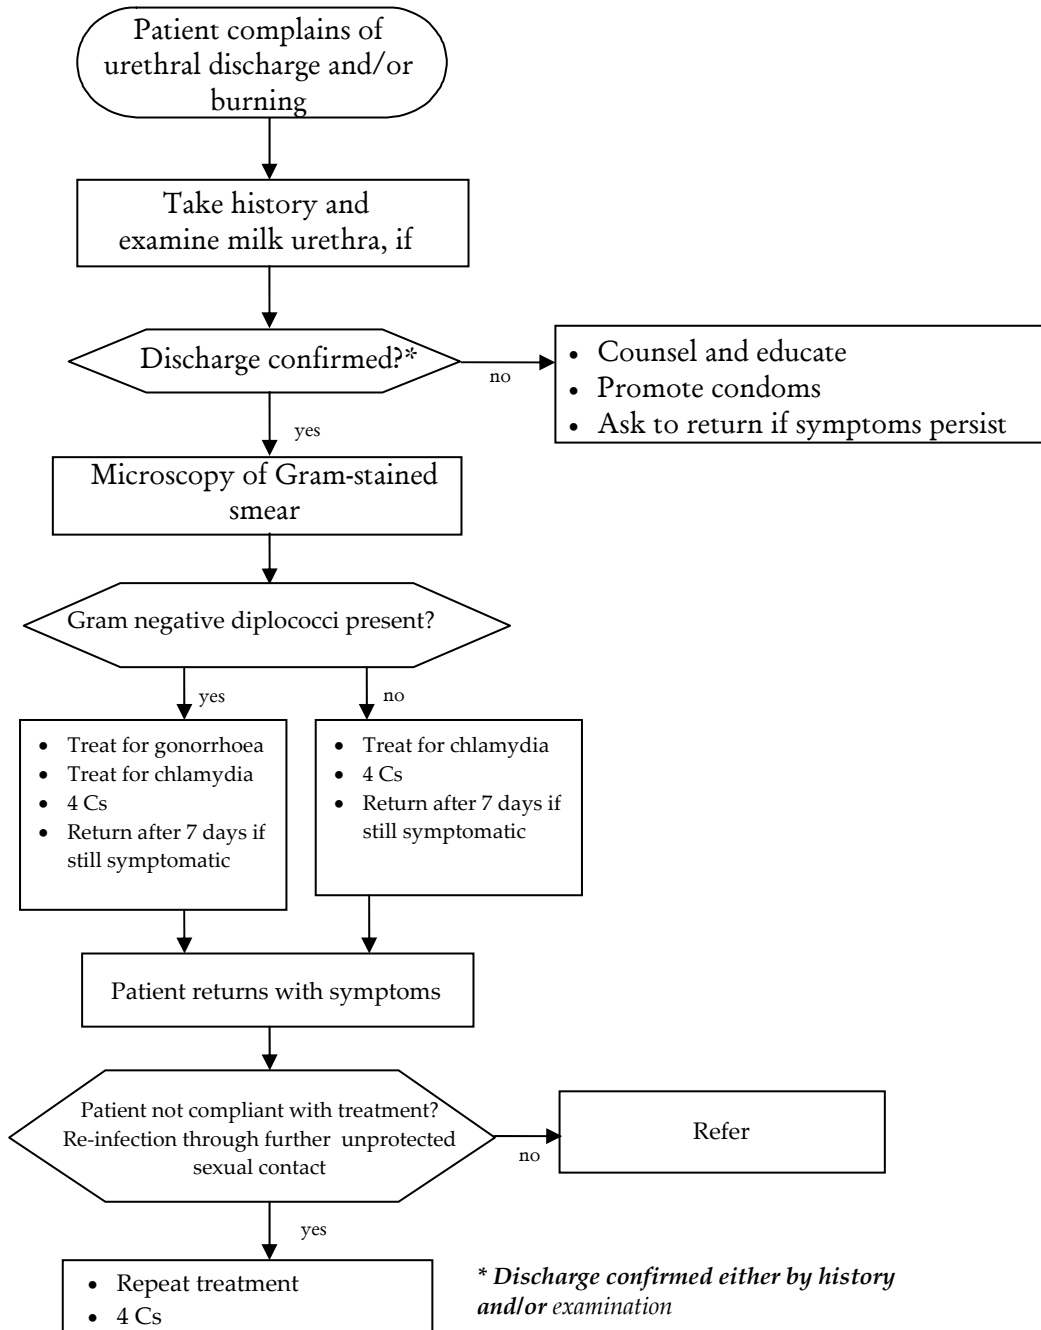 Patient complains of
urethral discharge and/or
burning
Take history and
examine milk urethra, if
Discharge confirmed?*
no
• Counsel and educate
• Promote condoms
• Ask to return if symptoms persist
yes
Microscopy of Gram-stained
smear
Gram negative diplococci present?
yes
no
• Treat for gonorrhoea
• Treat for chlamydia
• 4 Cs
• Return after 7 days if
still symptomatic
• Treat for chlamydia
• 4 Cs
• Return after 7 days if
still symptomatic
Patient returns with symptoms
Patient not compliant with treatment?
Re-infection through further unprotected
sexual contact
no
Refer
yes
• Repeat treatment
• 4 Cs
* Discharge confirmed either by history
and/or examination